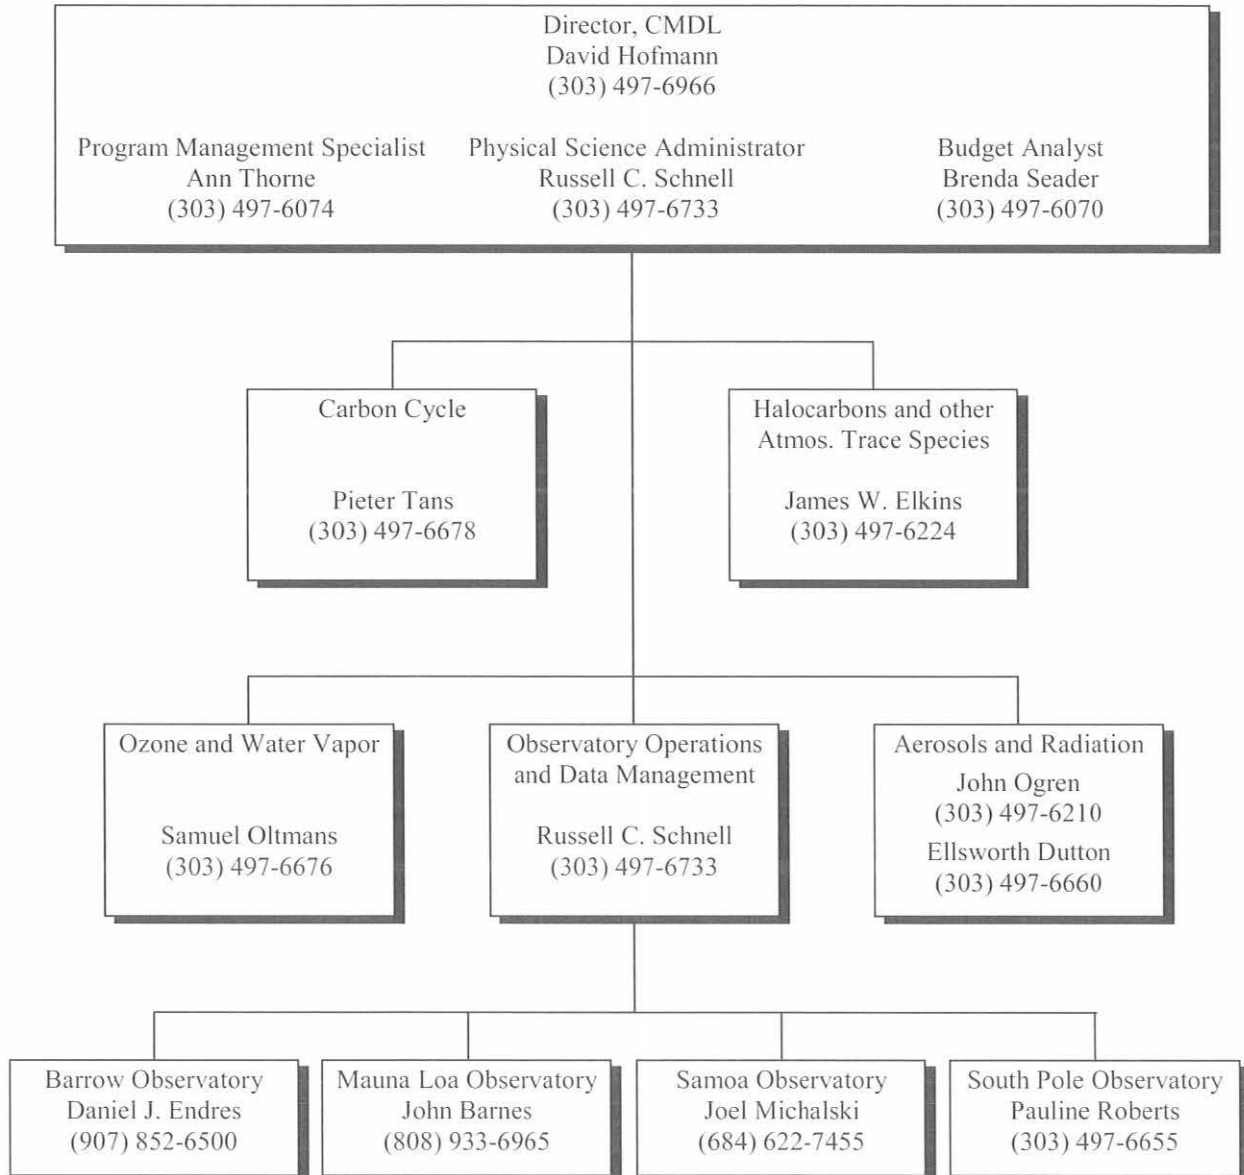 Director, CMDL
David Hofmann
(303) 497-6966
Program Management Specialist
Ann Thorne
(303) 497-6074
Physical Science Administrator
Russell C. Schnell
(303) 497-6733
Budget Analyst
Brenda Seader
(303) 497-6070
Carbon Cycle
Pieter Tans
(303) 497-6678
Halocarbons and other
Atmos. Trace Species
James W. Elkins
(303) 497-6224
Ozone and Water Vapor
Samuel Oltmans
(303) 497-6676
Observatory Operations
and Data Management
Russell C. Schnell
(303) 497-6733
Aerosols and Radiation
John Ogren
(303) 497-6210
Ellsworth Dutton
(303) 497-6660
Barrow Observatory
Daniel J. Endres
(907) 852-6500
Mauna Loa Observatory
John Barnes
(808) 933-6965
Samoa Observatory
Joel Michalski
(684) 622-7455
South Pole Observatory
Pauline Roberts
(303) 497-6655